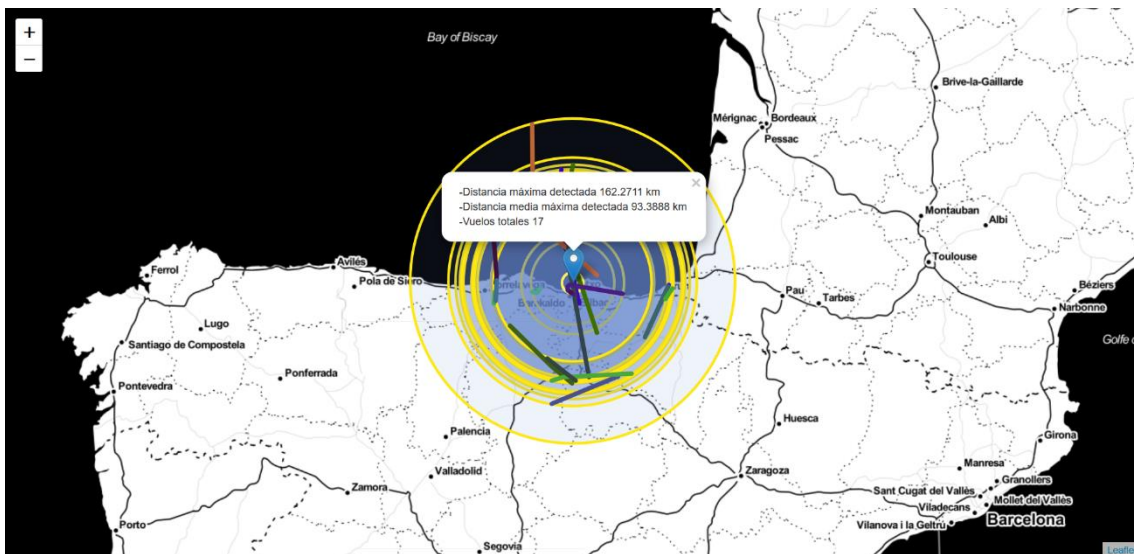 +
−
Bay of Biscay
Brive-la-Gaillarde
Mérignac
Bordeaux
Pessac
-Distancia máxima detectada 162.2711 km
-Distancia media máxima detectada 93.3888 km
-Vuelos totales 17
×
Montauban
Albi
Ferrol
Avilés
Pola de Siero
Toulouse
Béziers
Pau
Tarbes
Narbonne
Lugo
Santiago de Compostela
Golfe
Ponferrada
Pontevedra
Huesca
Palencia
Girona
Valladolid
Zaragoza
Manresa
Granollers
Zamora
Sant Cugat del Vallès
Mollet del Vallès
Viladecans
Barcelona
Vilanova i la Geltrú
Porto
Segovia